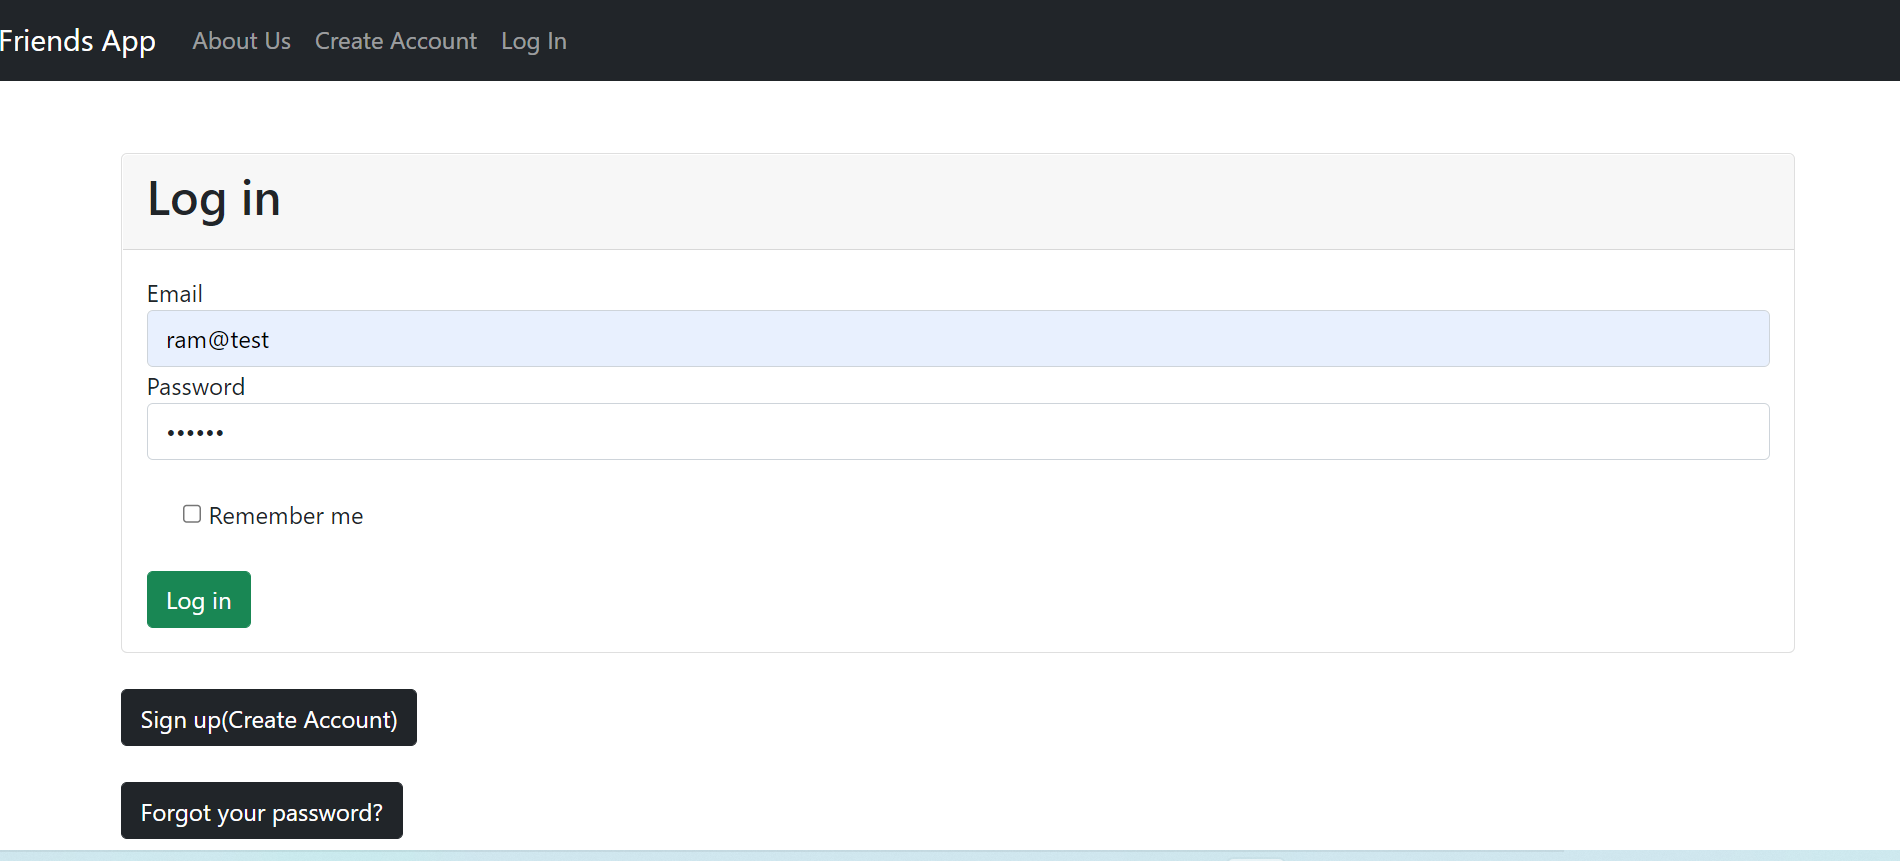 Friends App About Us Create Account Log In
Log in
Email
ram@test
Password
••••••
Remember me
Log in
Sign up(Create Account)
Forgot your password?